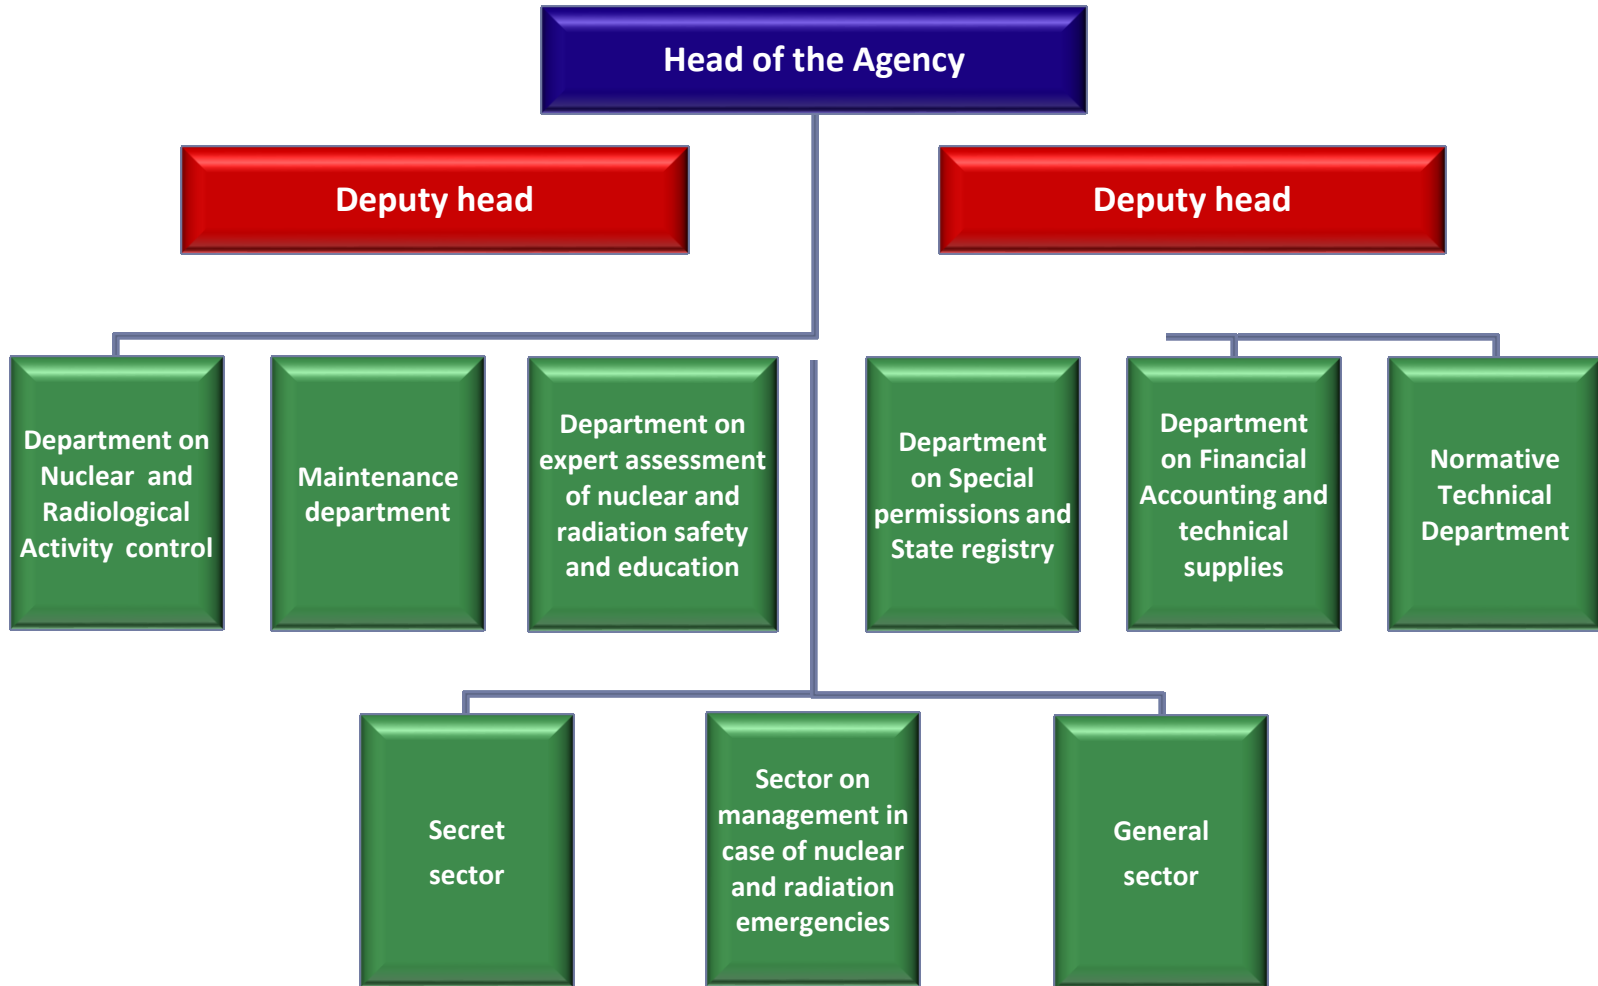 Head of the Agency
Deputy head
Deputy head
Department on
Nuclear and
Radiological
Activity control
Maintenance
department
Department on
expert assessment
of nuclear and
radiation safety
and education
Department
on Special
permissions and
State registry
Department
on Financial
Accounting and
technical
supplies
Normative
Technical
Department
Secret
sector
Sector on
management in
case of nuclear
and radiation
emergencies
General
sector